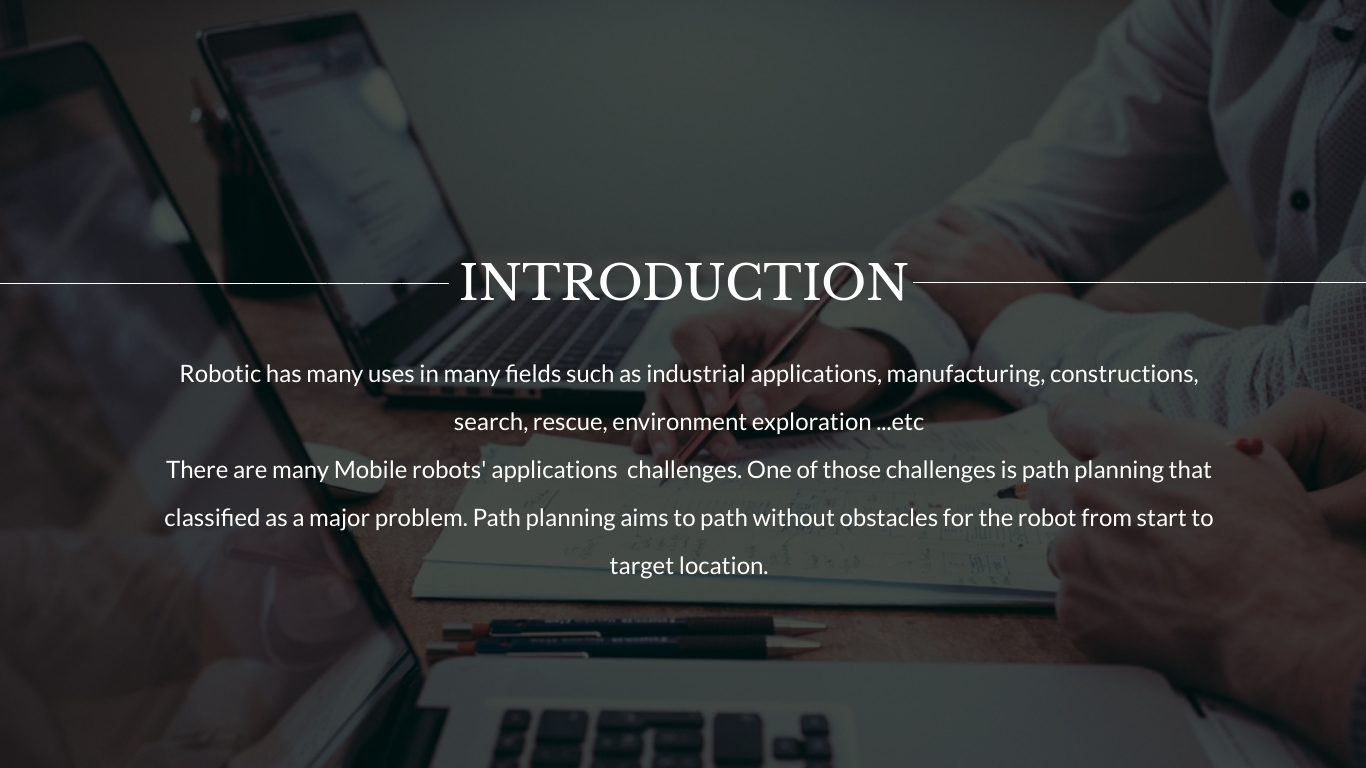 INTRODUCTION
Robotic has many uses in many fields such as industrial applications, manufacturing, constructions,
search, rescue, environment exploration ...etc
There are many Mobile robots' applications  challenges. One of those challenges is path planning that
classified as a major problem. Path planning aims to path without obstacles for the robot from start to
target location.